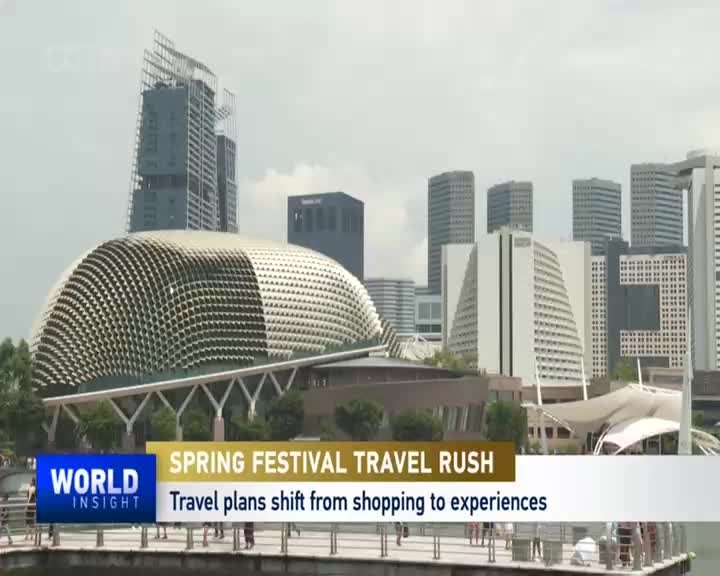 SPRING FESTIVAL TRAVEL RUSH
WORLD
INSIGHT
Travel plans shift from shopping to experiences